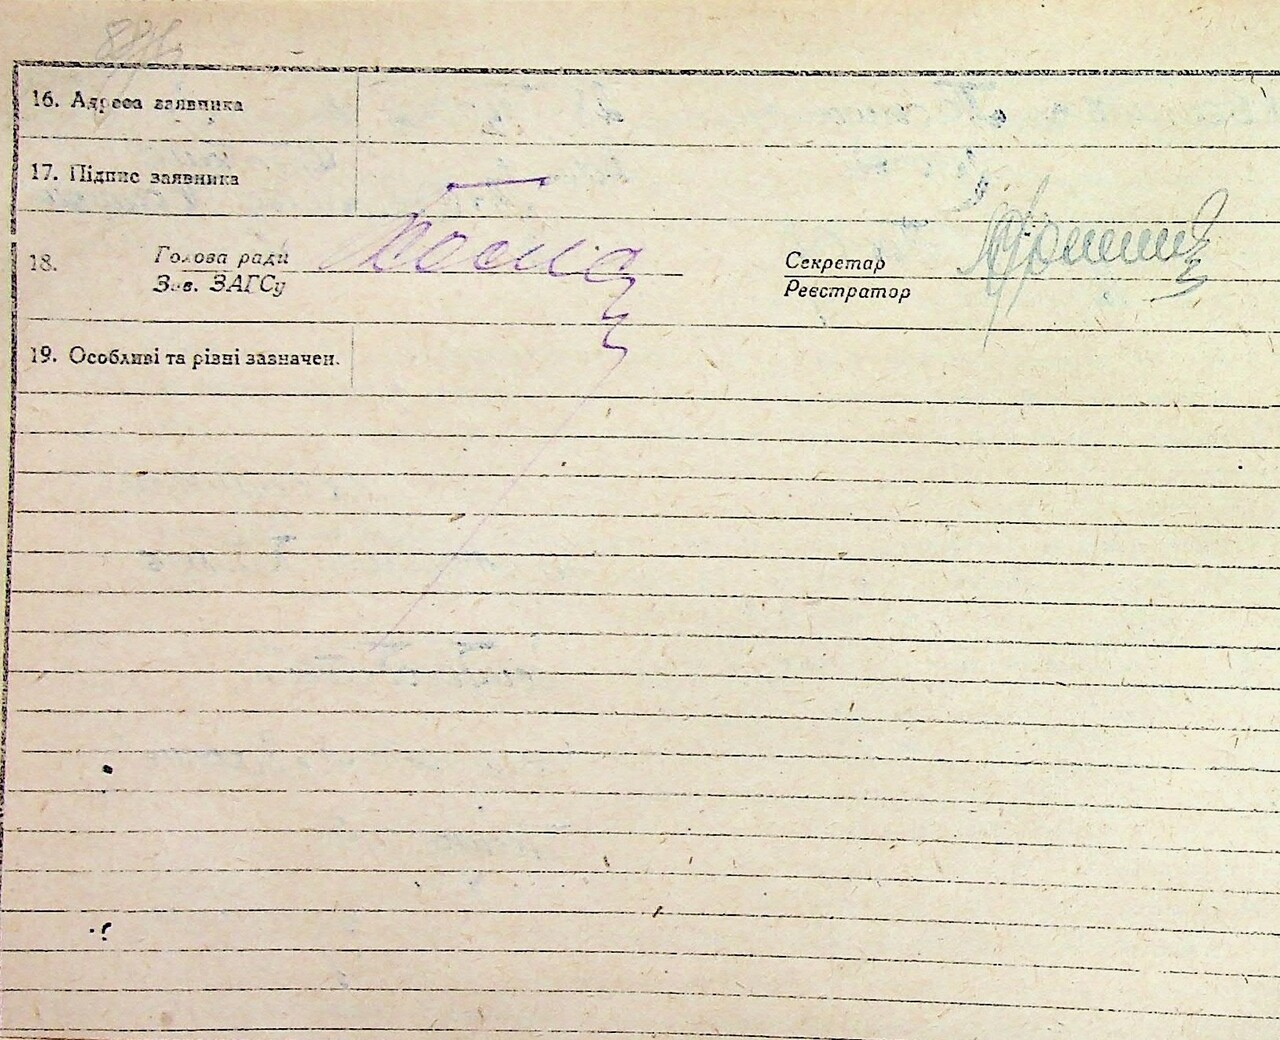 16. Адреса заявника
17. Підпис заявника
18. Голова ради
Зав. ЗАГСу
Секретар
Реєстратор
19. Особливі та різні зазначен.